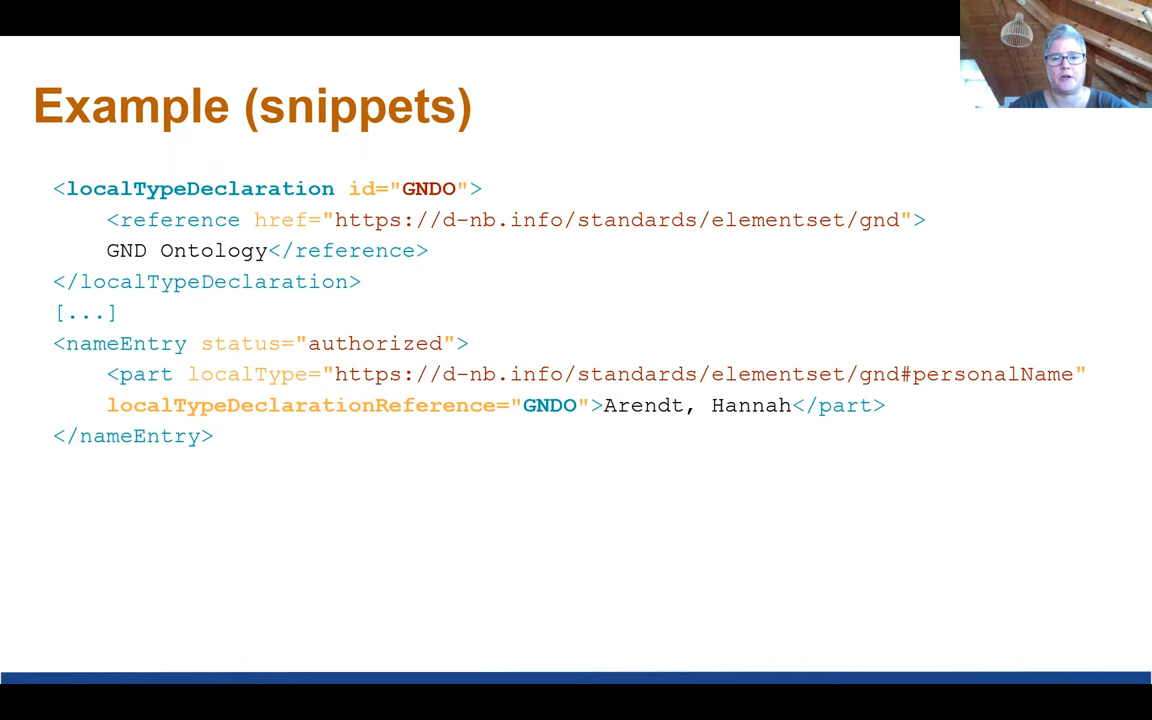 Example (snippets)
<localTypeDeclaration id="GNDO">
<reference href="https://d-nb.info/standards/elementset/gnd">
GND Ontology</reference>
</localTypeDeclaration>
[...]
<nameEntry status="authorized">
<part localType="https://d-nb.info/standards/elementset/gnd#personalName"
localTypeDeclarationReference="GNDO">Arendt, Hannah</part>
</nameEntry>